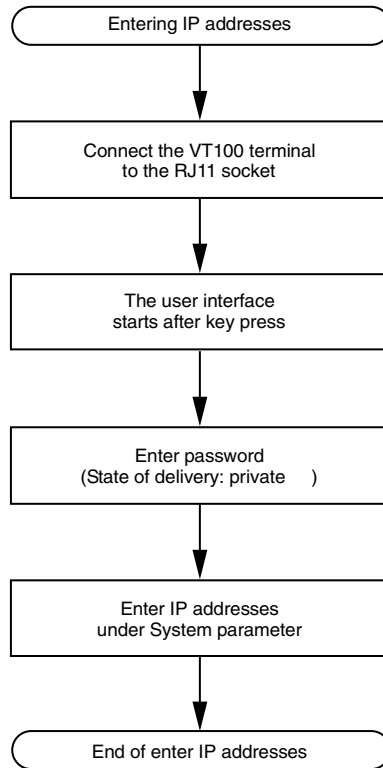 Entering IP addresses
Connect the VT100 terminal
to the RJ11 socket
The user interface
starts after key press
Enter password
(State of delivery: private )
Enter IP addresses
under System parameter
End of enter IP addresses